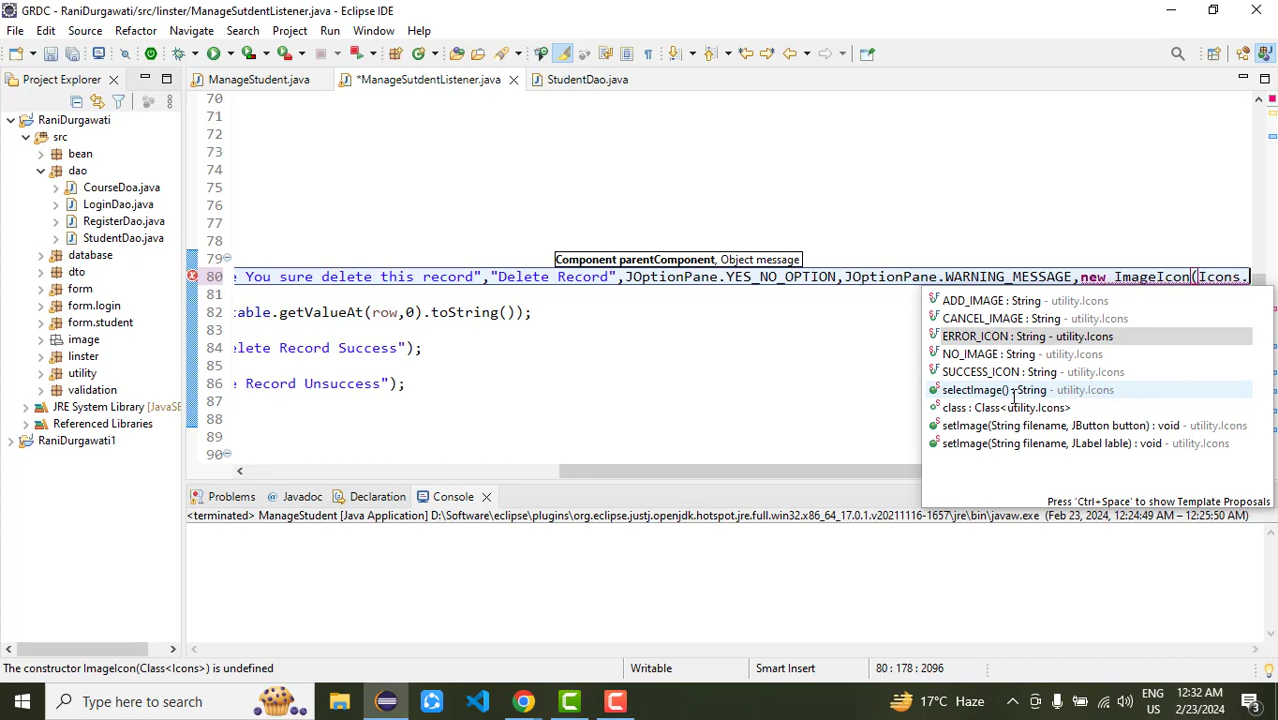 GRDC - RaniDurgawati/src/linster/ManageSutdentListener.java - Eclipse IDE
File Edit Source Refactor Navigate Search Project Run Window Help
Project Explorer
ManageStudent.java
*ManageSutdentListener.java
StudentDao.java
RaniDurgawati
src
bean
dao
CourseDoa.java
LoginDao.java
RegisterDao.java
StudentDao.java
database
dto
form
form.login
form.student
image
linster
utility
validation
JRE System Library [JavaSE
Referenced Libraries
RaniDurgawati1
70
71
72
73
74
75
76
77
78
79
Component parentComponent, Object message
80 e You sure delete this record","Delete Record",JOptionPane.YES_NO_OPTION,JOptionPane.WARNING_MESSAGE,new ImageIcon(Icons.
81
82 table.getValueAt(row,0).toString());
83
84 elete Record Success");
85
86 e Record Unsuccess");
87
88
89
90
ADD_IMAGE : String - utility.Icons
CANCEL_IMAGE : String - utility.Icons
ERROR_ICON : String - utility.Icons
NO_IMAGE : String - utility.Icons
SUCCESS_ICON : String - utility.Icons
selectImage() : String - utility.Icons
class : Class<utility.Icons>
setImage(String filename, JButton button) : void - utility.Icons
setImage(String filename, JLabel lable) : void - utility.Icons
Press 'Ctrl+Space' to show Template Proposals
Problems Javadoc Declaration Console
<terminated> ManageStudent [Java Application] D:\Software\eclipse\plugins\org.eclipse.justj.openjdk.hotspot.jre.full.win32.x86_64_17.0.1.v20211116-1657\jre\bin\javaw.exe (Feb 23, 2024, 12:24:49 AM – 12:25:50 AM)
The constructor ImageIcon(Class<Icons>) is undefined
Writable
Smart Insert
80 : 178 : 2096
Type here to search
17°C Haze
ENG
US
12:32 AM
2/23/2024
3